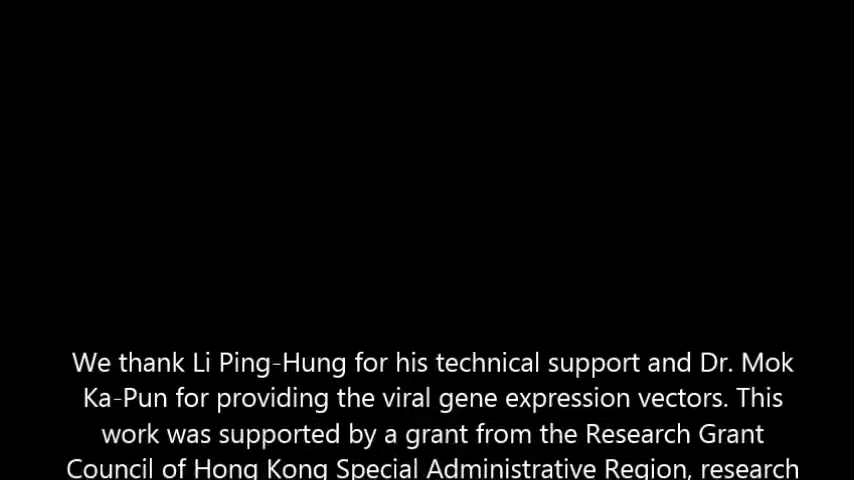 We thank Li Ping-Hung for his technical support and Dr. Mok
Ka-Pun for providing the viral gene expression vectors. This
work was supported by a grant from the Research Grant
Council of Hong Kong Special Administrative Region, research